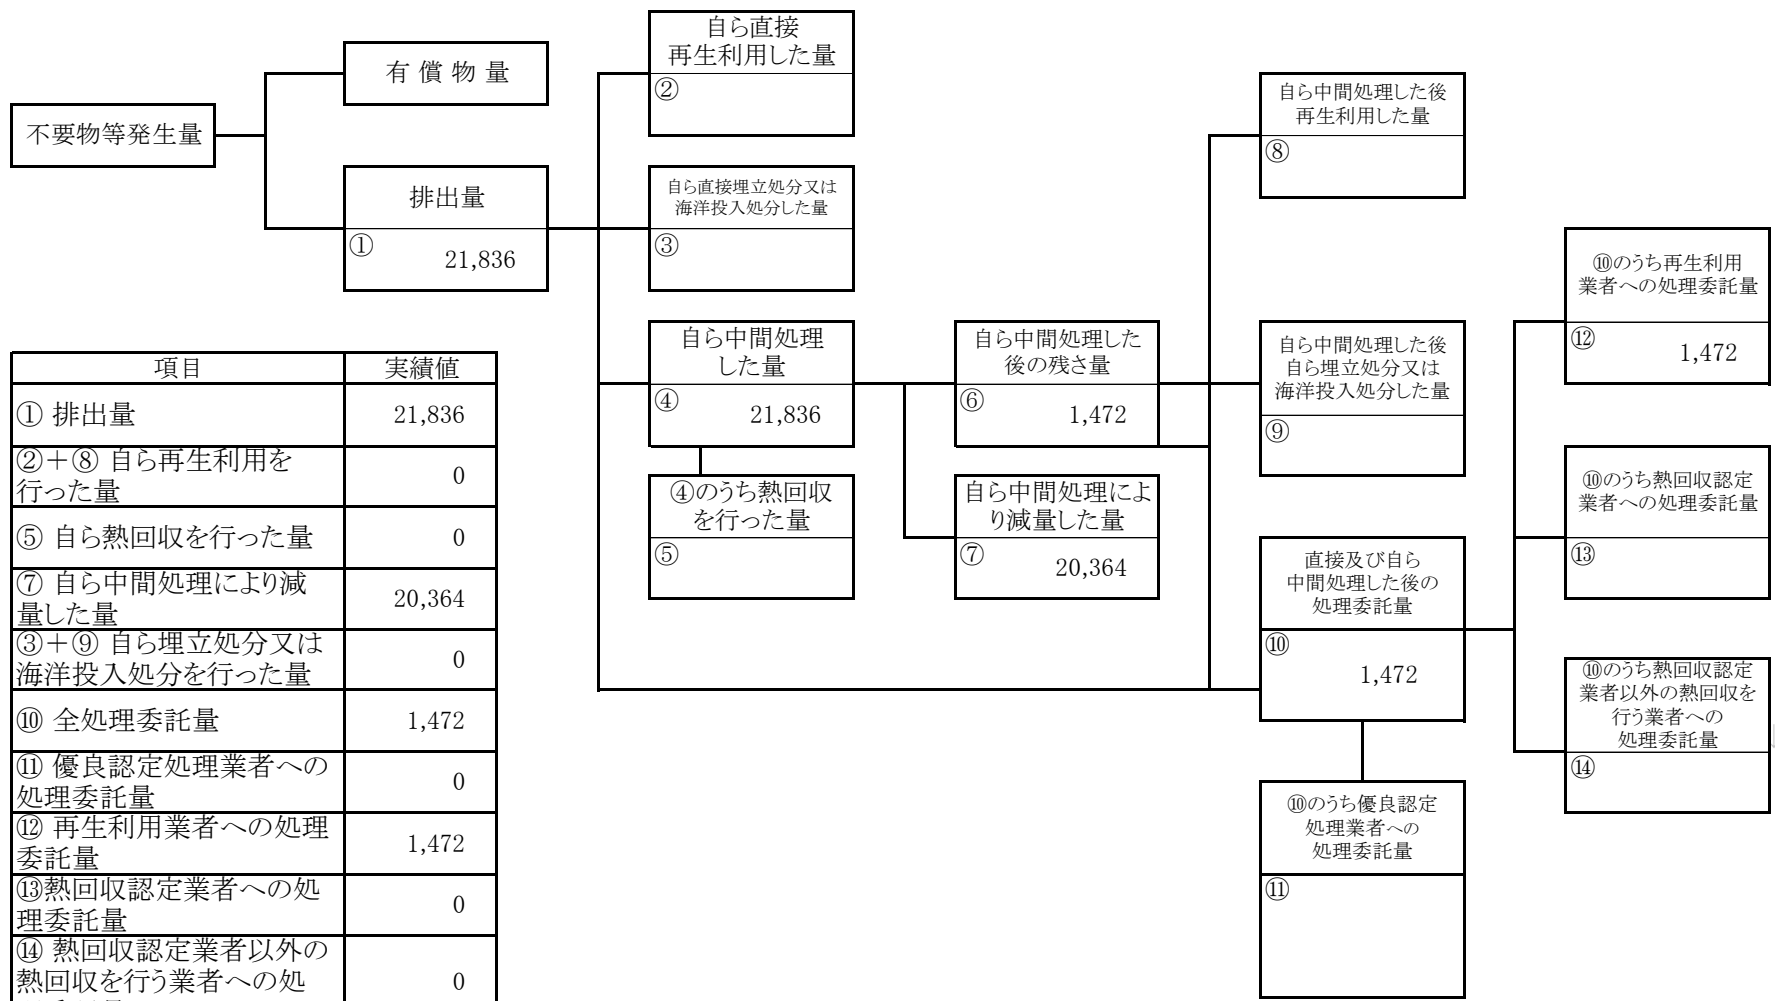 不要物等発生量
有 償 物 量
排出量
①
21,836
自ら直接
再生利用した量
②
自ら直接埋立処分又は
海洋投入処分した量
③
自ら中間処理
した量
④
21,836
④のうち熱回収
を行った量
⑤
自ら中間処理した
後の残さ量
⑥
1,472
自ら中間処理によ
り減量した量
⑦
20,364
自ら中間処理した後
再生利用した量
⑧
自ら中間処理した後
自ら埋立処分又は
海洋投入処分した量
⑨
直接及び自ら
中間処理した後の
処理委託量
⑩
1,472
⑩のうち優良認定
処理業者への
処理委託量
⑪
⑩のうち再生利用
業者への処理委託量
⑫
1,472
⑩のうち熱回収認定
業者への処理委託量
⑬
⑩のうち熱回収認定
業者以外の熱回収を
行う業者への
処理委託量
⑭
項目 実績値
① 排出量 21,836
②＋⑧ 自ら再生利用を
行った量 0
⑤ 自ら熱回収を行った量 0
⑦ 自ら中間処理により減
量した量 20,364
③＋⑨ 自ら埋立処分又は
海洋投入処分を行った量 0
⑩ 全処理委託量 1,472
⑪ 優良認定処理業者への
処理委託量 0
⑫ 再生利用業者への処理
委託量 1,472
⑬熱回収認定業者への処
理委託量 0
⑭ 熱回収認定業者以外の
熱回収を行う業者への処 0